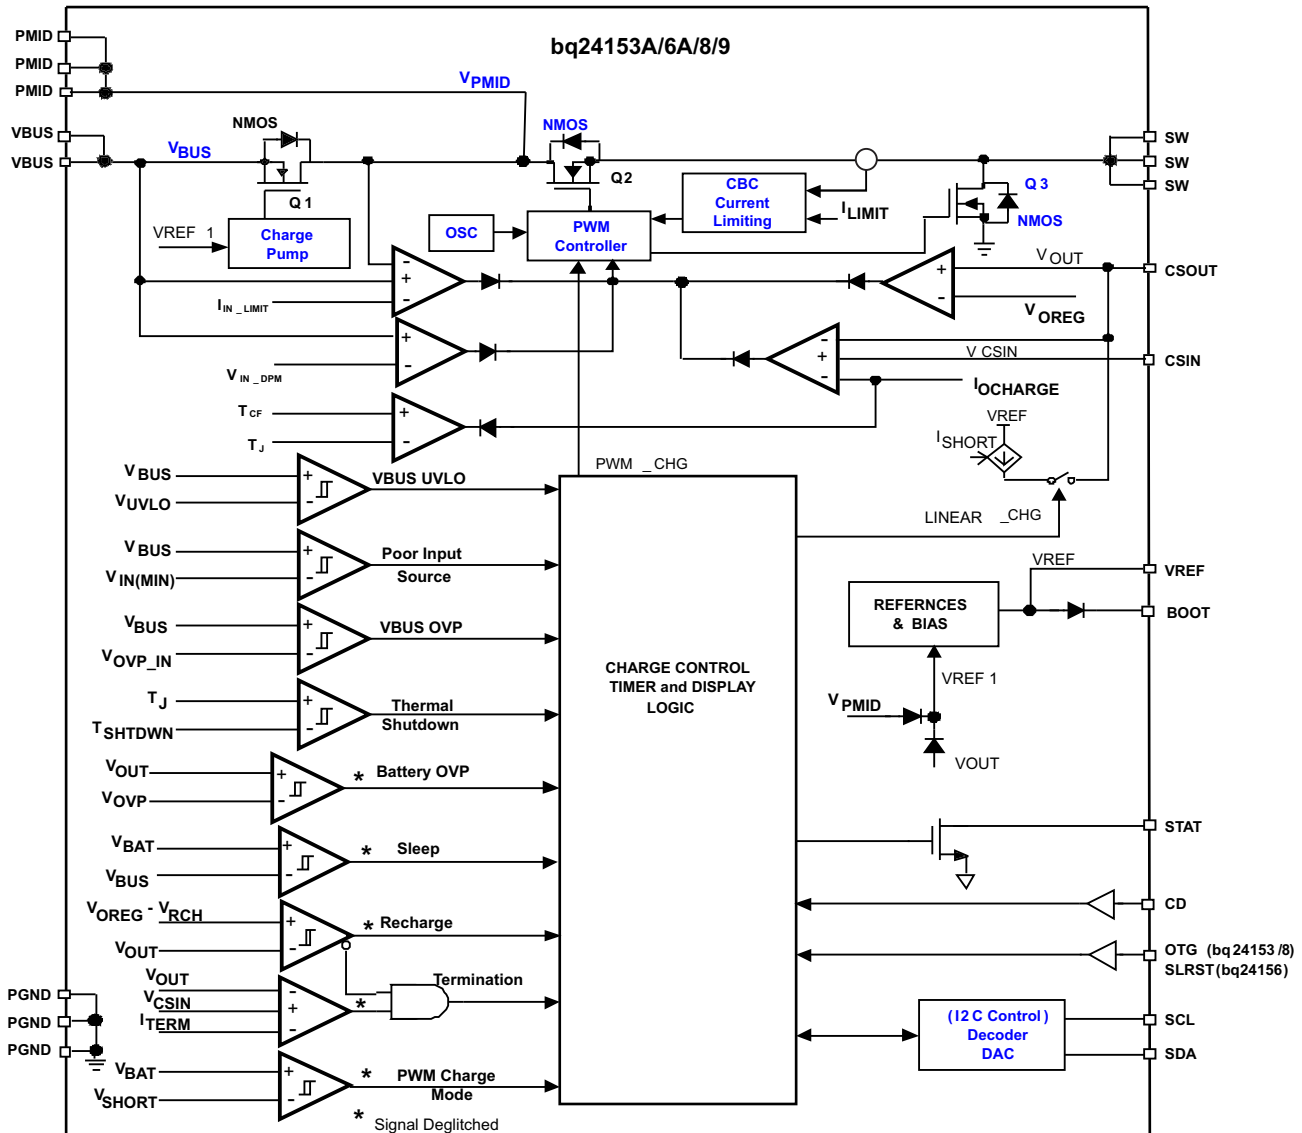 bq24153A/6A/8/9
PMID
PMID
PMID
VBUS
VBUS
VPMID
VBUS
NMOS
Q1
NMOS
Q2
VREF 1
Charge
Pump
OSC
PWM
Controller
CBC
Current
Limiting
ILIMIT
Q3
NMOS
SW
SW
SW
IIN_LIMIT
VOUT
CSOUT
VOREG
VIN_DPM
V CSIN
CSIN
IOCHARGE
TCF
TJ
VREF
ISHORT
PWM _CHG
LINEAR _CHG
VBUS
VUVLO
VBUS UVLO
VBUS
VIN(MIN)
Poor Input
Source
VBUS
VOVP_IN
VBUS OVP
TJ
TSHTDWN
Thermal
Shutdown
VOUT
VOVP
* Battery OVP
VBAT
VBUS
* Sleep
VOREG - VRCH
VOUT
* Recharge
VOUT
VCSIN
ITERM
*
Termination
VBAT
VSHORT
* PWM Charge
Mode
* Signal Deglitched
PGND
PGND
PGND
CHARGE CONTROL
TIMER and DISPLAY
LOGIC
VREF
VREF
REFERNCES
& BIAS
BOOT
VREF 1
VPMID
VOUT
STAT
CD
OTG (bq24153/8)
SLRST(bq24156)
(I2C Control)
Decoder
DAC
SCL
SDA